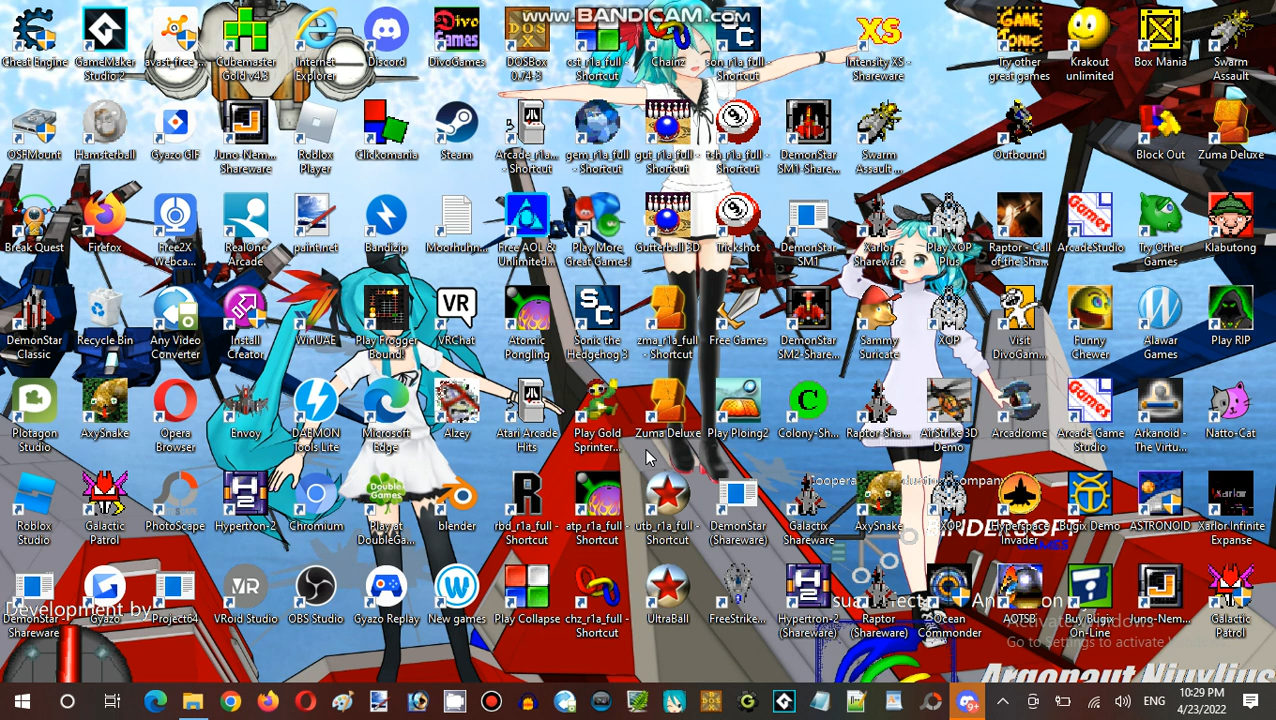 www.BANDICAM.com
Cheat Engine
GameMaker Studio 2
avast_free_...
Cubemaster Gold v4.3
Internet Explorer
Discord
DivoGames
DOSBox 0.74-3
cst_r1a_full - Shortcut
Chainz
son_r1a_full - Shortcut
Intensity XS - Shareware
Try other great games
Krakout unlimited
Box Mania
Swarm Assault
OSFMount
Hamsterball
Gyazo GIF
Juno-Nem... Shareware
Roblox Player
Clickomania
Steam
Arcade_r1a... - Shortcut
gem_r1a_full - Shortcut
gut_r1a_full - Shortcut
tsh_r1a_full - Shortcut
DemonStar SM1-Share...
Swarm Assault ...
Outbound
Block Out
Zuma Deluxe
Break Quest
Firefox
Free2X Webca...
RealOne Arcade
paint.net
Bandizip
Moorhuhn...
Free AOL & Unlimited...
Play More Great Games!
Gutterball 3D
Trickshot
DemonStar SM1
Xarlor Shareware
Play XOP Plus
Raptor - Call of the Sha...
ArcadeStudio
Try Other Games
Klabutong
DemonStar Classic
Recycle Bin
Any Video Converter
Install Creator
WinUAE
Play Frogger Bound!
VRChat
Atomic Pongling
Sonic the Hedgehog 3
zma_r1a_full - Shortcut
Free Games
DemonStar SM2-Share...
Sammy Suricate
XOP
Visit DivoGam...
Funny Chewer
Alawar Games
Play RIP
Plotagon Studio
AxySnake
Opera Browser
Envoy
DAEMON Tools Lite
Microsoft Edge
Alzey
Atari Arcade Hits
Play Gold Sprinter...
Zuma Deluxe
Play Ploing2
Colony-Sh...
Raptor-Sha...
AirStrike 3D Demo
Arcadrome
Arcade Game Studio
Arkanoid - The Virtu...
Natto-Cat
Roblox Studio
Galactic Patrol
PhotoScape
Hypertron-2
Chromium
Play at DoubleGa...
blender
rbd_r1a_full - Shortcut
atp_r1a_full - Shortcut
utb_r1a_full - Shortcut
DemonStar (Shareware)
Galactix Shareware
AxySnake
XOP
Hyperspace Invader
Bugix Demo
ASTRONOID
Xarlor Infinite Expanse
DemonStar - Shareware
Gyazo
Project64
VRoid Studio
OBS Studio
Gyazo Replay
New games
Play Collapse
chz_r1a_full - Shortcut
UltraBall
FreeStrike...
Hypertron-2 (Shareware)
Raptor (Shareware)
Ocean Commander
AOTSB
Buy Bugix On-Line
Juno-Nem...
Galactic Patrol
Development by
Activate Windows
Go to Settings to activate
Argonaut
ENG
10:29 PM
4/23/2022